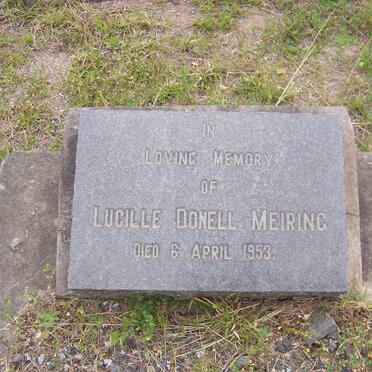 IN
LOVING MEMORY
OF
LUCILLE DONELL MEIRING
DIED 6 APRIL 1953.